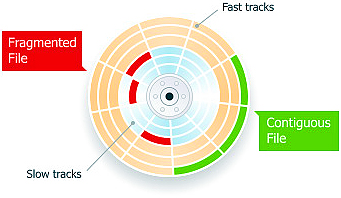 Fast tracks
Fragmented
File
Contiguous
File
Slow tracks